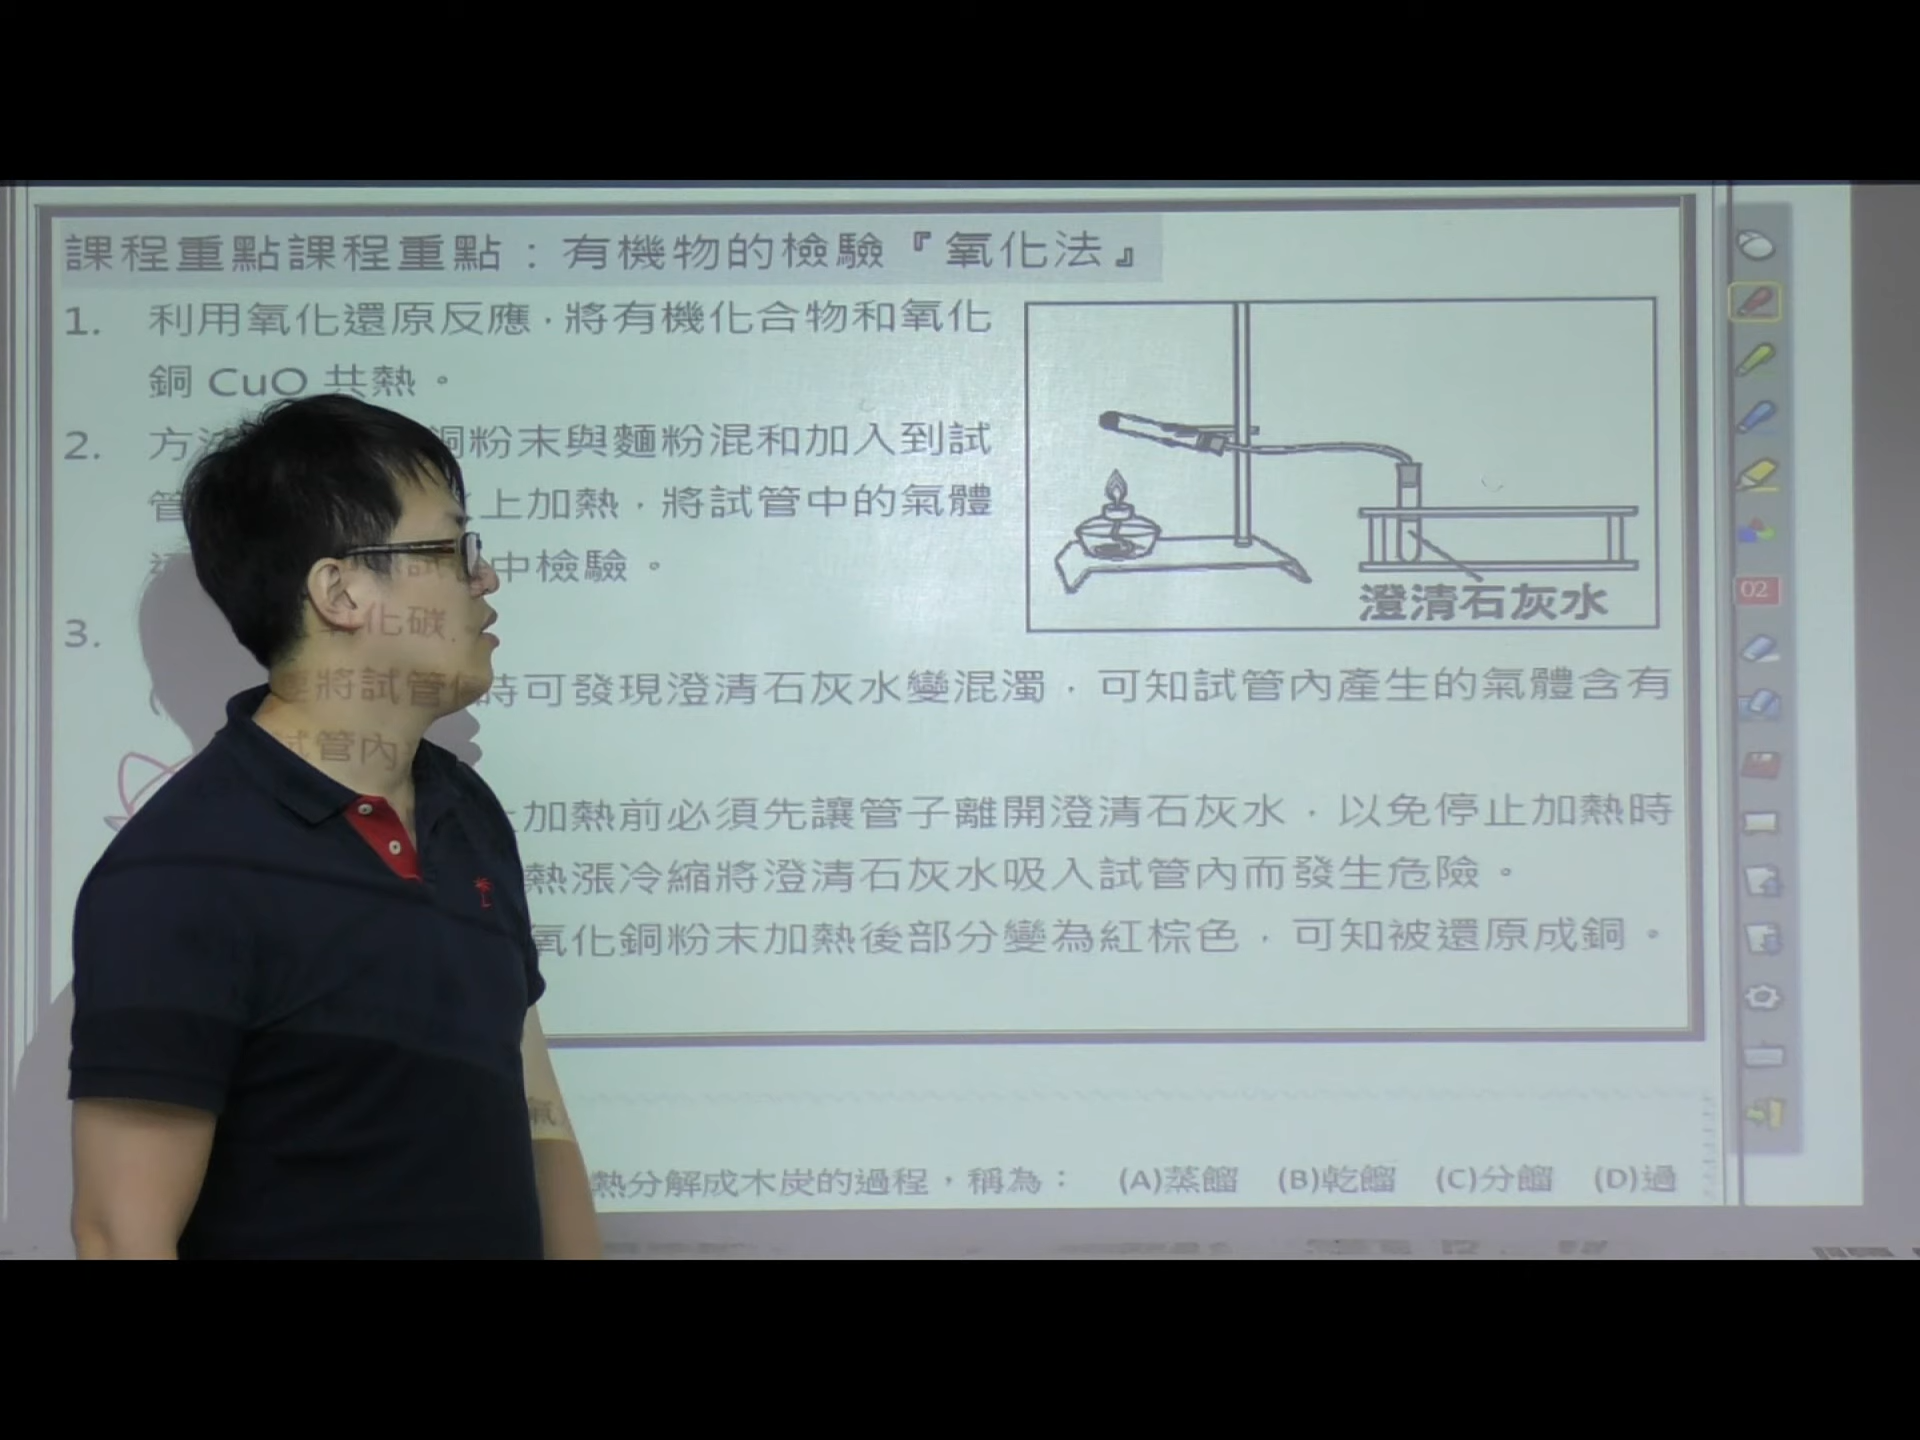 課程重點課程重點：有機物的檢驗『氧化法』
1. 利用氧化還原反應，將有機化合物和氧化
銅 CuO 共熱。
2. 方法 銅粉末與麵粉混和加入到試
管 上加熱，將試管中的氣體
中檢驗。
澄清石灰水
3. 氧化碳
將試管 時可發現澄清石灰水變混濁，可知試管內產生的氣體含有
試管內
加熱前必須先讓管子離開澄清石灰水，以免停止加熱時
熱漲冷縮將澄清石灰水吸入試管內而發生危險。
氧化銅粉末加熱後部分變為紅棕色，可知被還原成銅。
氣
熱分解成木炭的過程，稱為： (A)蒸餾 (B)乾餾 (C)分餾 (D)過
02